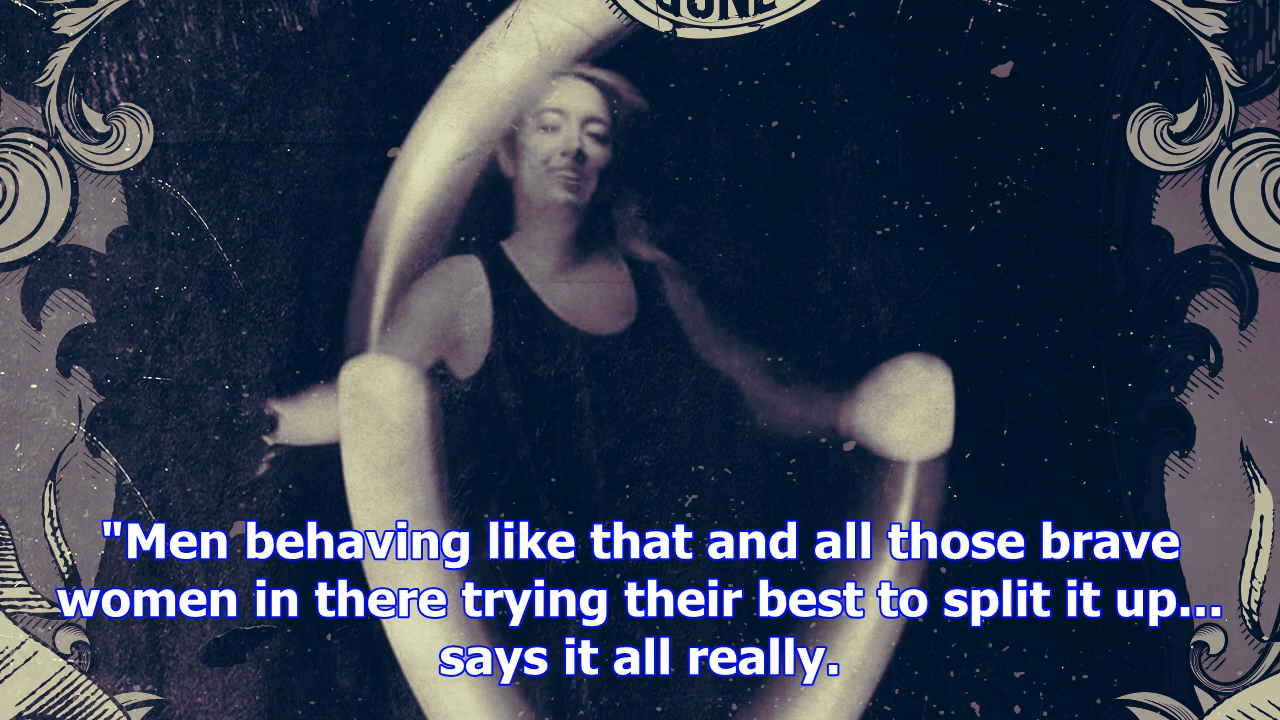 "Men behaving like that and all those brave
women in there trying their best to split it up...
says it all really.